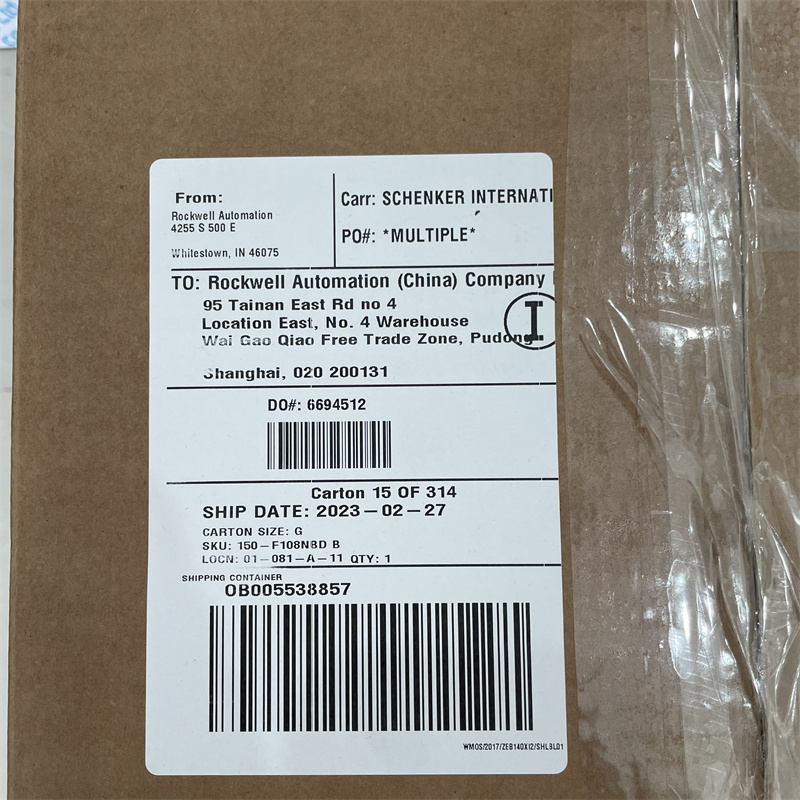 From:
Rockwell Automation
4255 S 500 E
Whitestown, IN 46075
Carr: SCHENKER INTERNATI
PO#: *MULTIPLE*
TO: Rockwell Automation (China) Company
95 Tainan East Rd no 4
Location East, No. 4 Warehouse
Wai Gao Qiao Free Trade Zone, Pudong
I
Shanghai, 020 200131
DO#: 6694512
Carton 15 OF 314
SHIP DATE: 2023-02-27
CARTON SIZE: G
SKU: 150-F108NBD B
LOCN: 01-081-A-11 QTY: 1
SHIPPING CONTAINER
OB005538857
WMOS/2017/ZEB140XI2/SHLBLD1